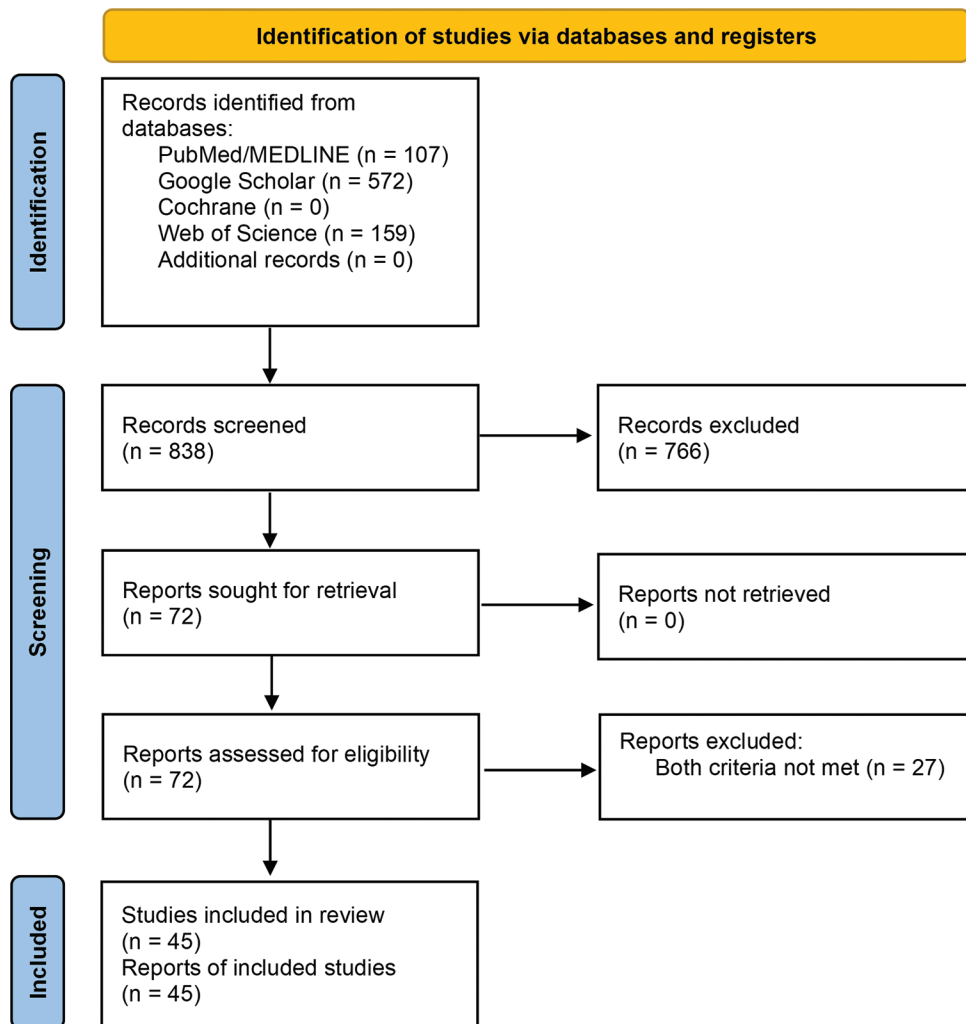 Identification of studies via databases and registers
Identification
Records identified from
databases:
PubMed/MEDLINE (n = 107)
Google Scholar (n = 572)
Cochrane (n = 0)
Web of Science (n = 159)
Additional records (n = 0)
Screening
Records screened
(n = 838)
Records excluded
(n = 766)
Reports sought for retrieval
(n = 72)
Reports not retrieved
(n = 0)
Reports assessed for eligibility
(n = 72)
Reports excluded:
Both criteria not met (n = 27)
Included
Studies included in review
(n = 45)
Reports of included studies
(n = 45)